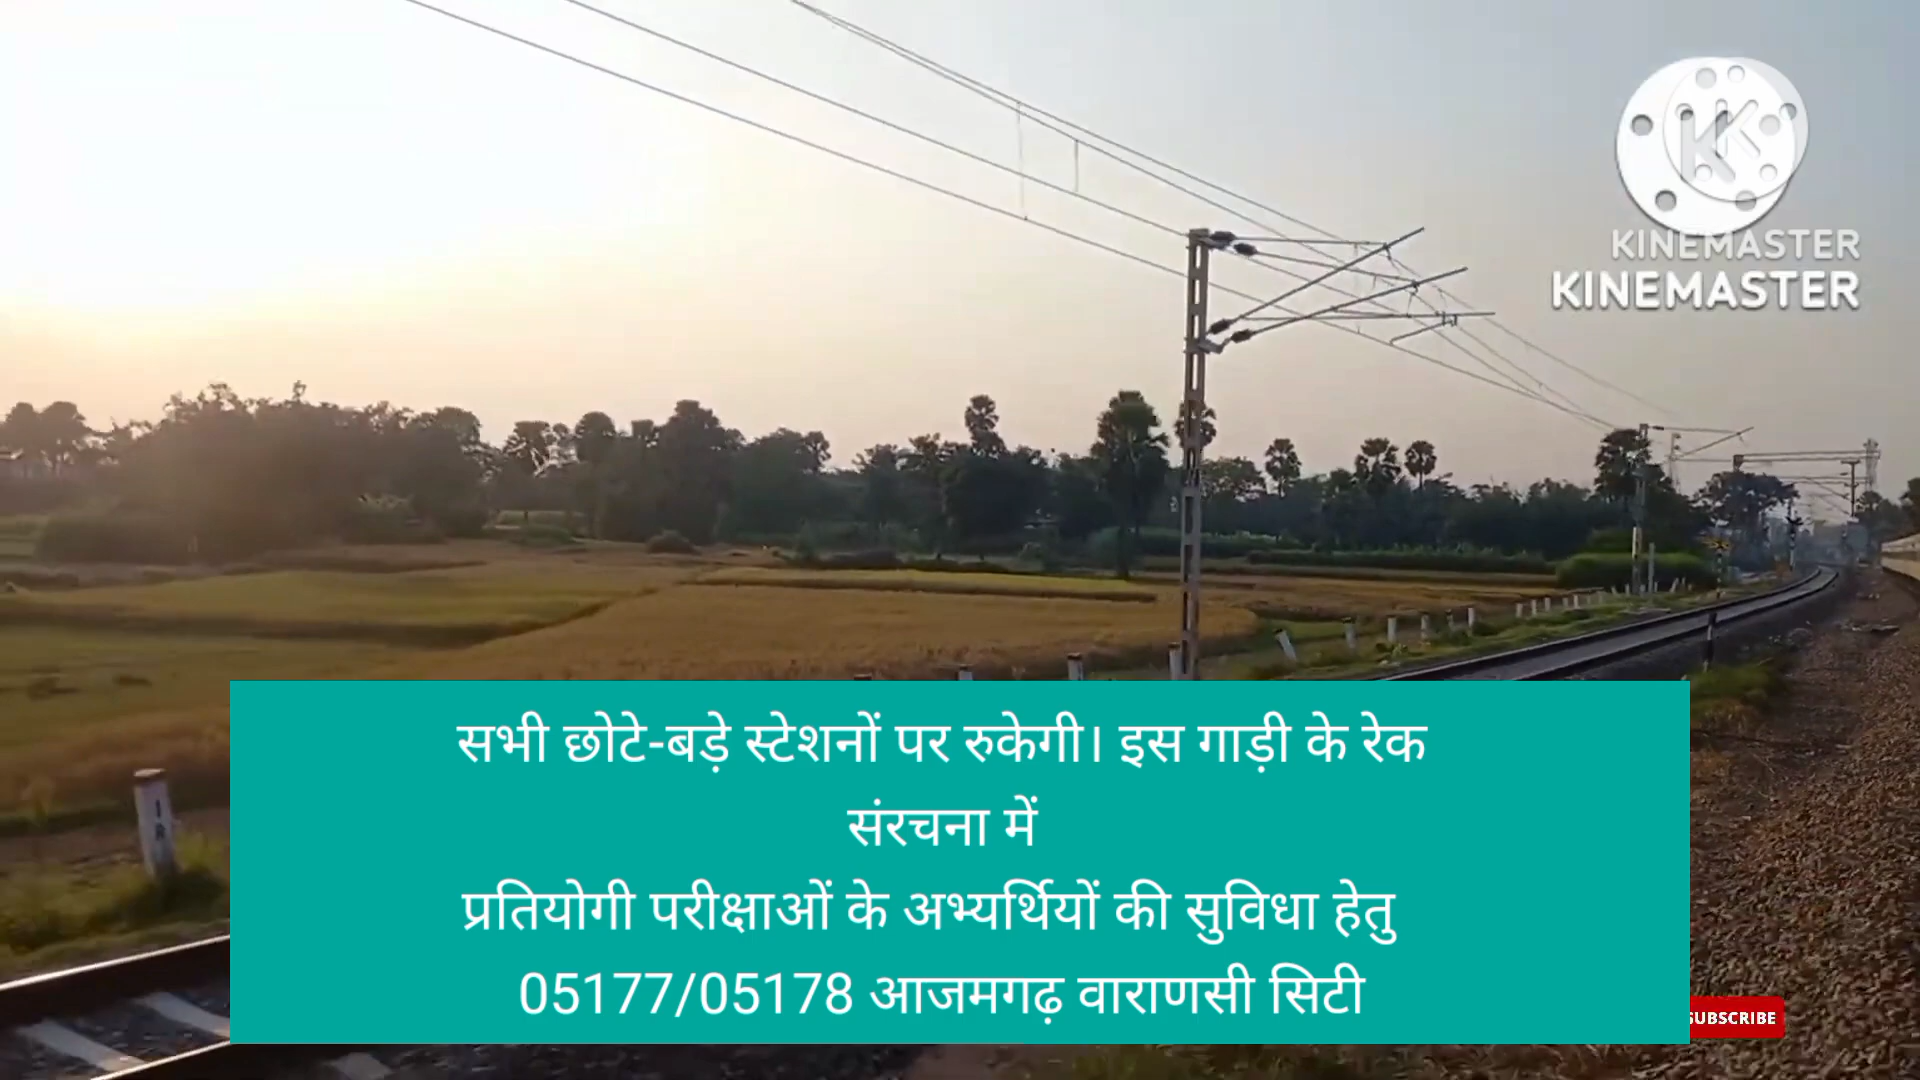 KINEMASTER
KINEMASTER
सभी छोटे-बड़े स्टेशनों पर रुकेगी। इस गाड़ी के रेक
संरचना में
प्रतियोगी परीक्षाओं के अभ्यर्थियों की सुविधा हेतु
05177/05178 आजमगढ़ वाराणसी सिटी
SUBSCRIBE